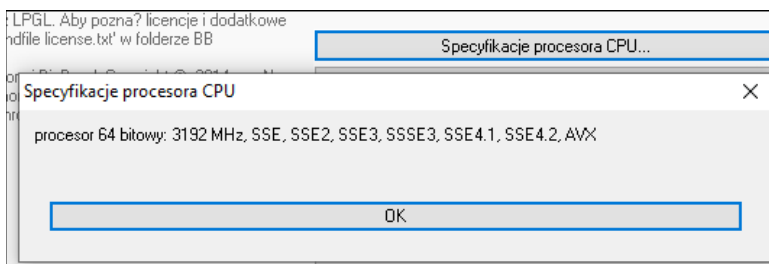 LPGL. Aby pozna? licencje i dodatkowe
ndfile license.txt' w folderze BB
Specyfikacje procesora CPU...
Specyfikacje procesora CPU
procesor 64 bitowy: 3192 MHz, SSE, SSE2, SSE3, SSSE3, SSE4.1, SSE4.2, AVX
OK